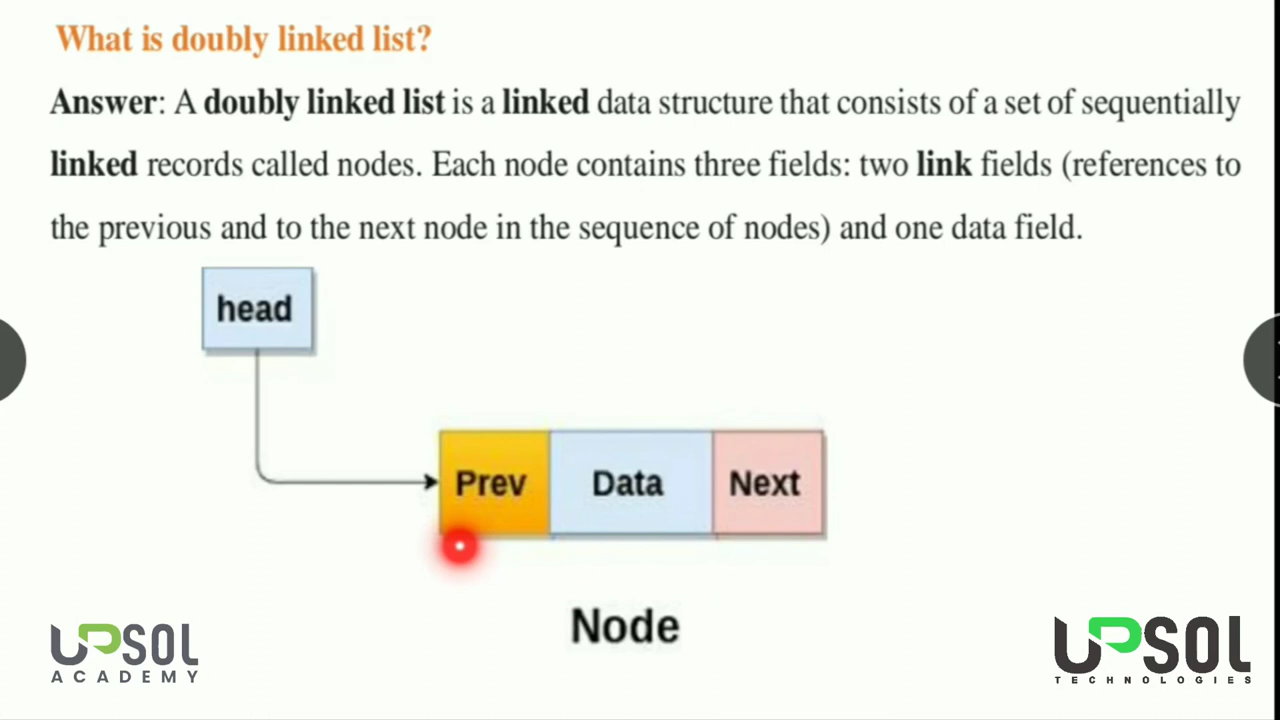 What is doubly linked list?
Answer: A doubly linked list is a linked data structure that consists of a set of sequentially
linked records called nodes. Each node contains three fields: two link fields (references to
the previous and to the next node in the sequence of nodes) and one data field.
head
Prev Data Next
Node
UPSOL
ACADEMY
UPSOL
TECHNOLOGIES